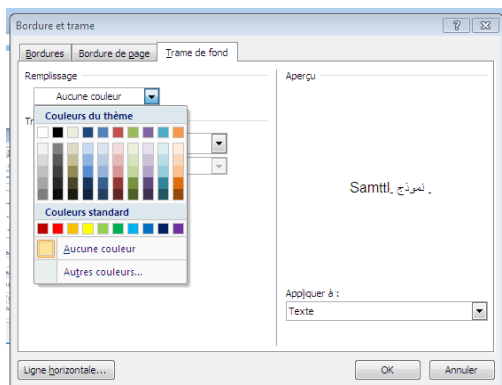 Bordure et trame
Bordures Bordure de page Trame de fond
Remplissage
Aucune couleur
Couleurs du thème
Tr
Couleurs standard
Aucune couleur
Autres couleurs...
Aperçu
Samttl ـ نموذج ـ
Appliquer à :
Texte
Ligne horizontale... OK Annuler